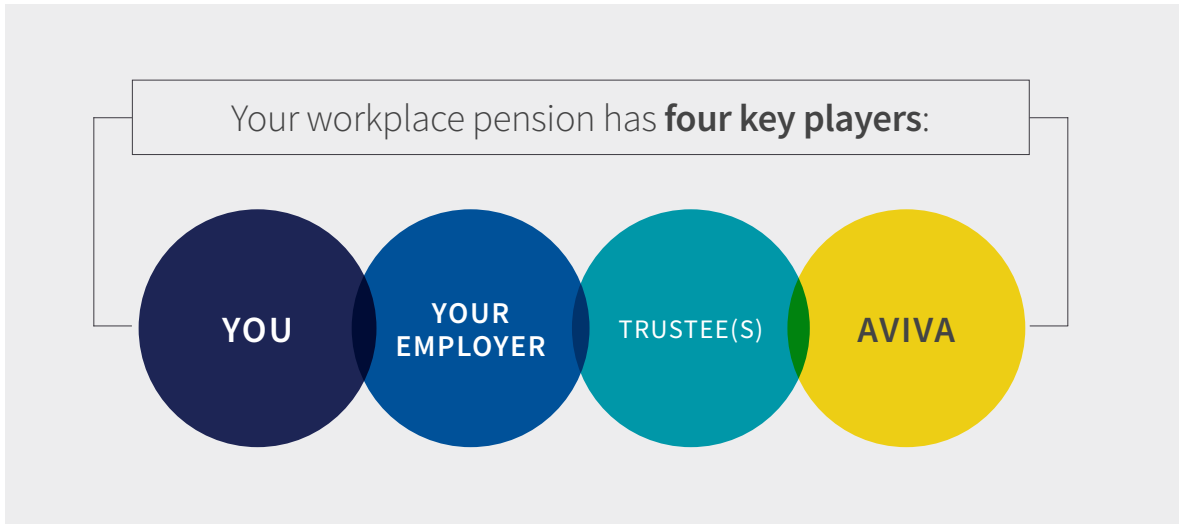 Your workplace pension has four key players:
YOU
YOUR
EMPLOYER
TRUSTEE(S)
AVIVA